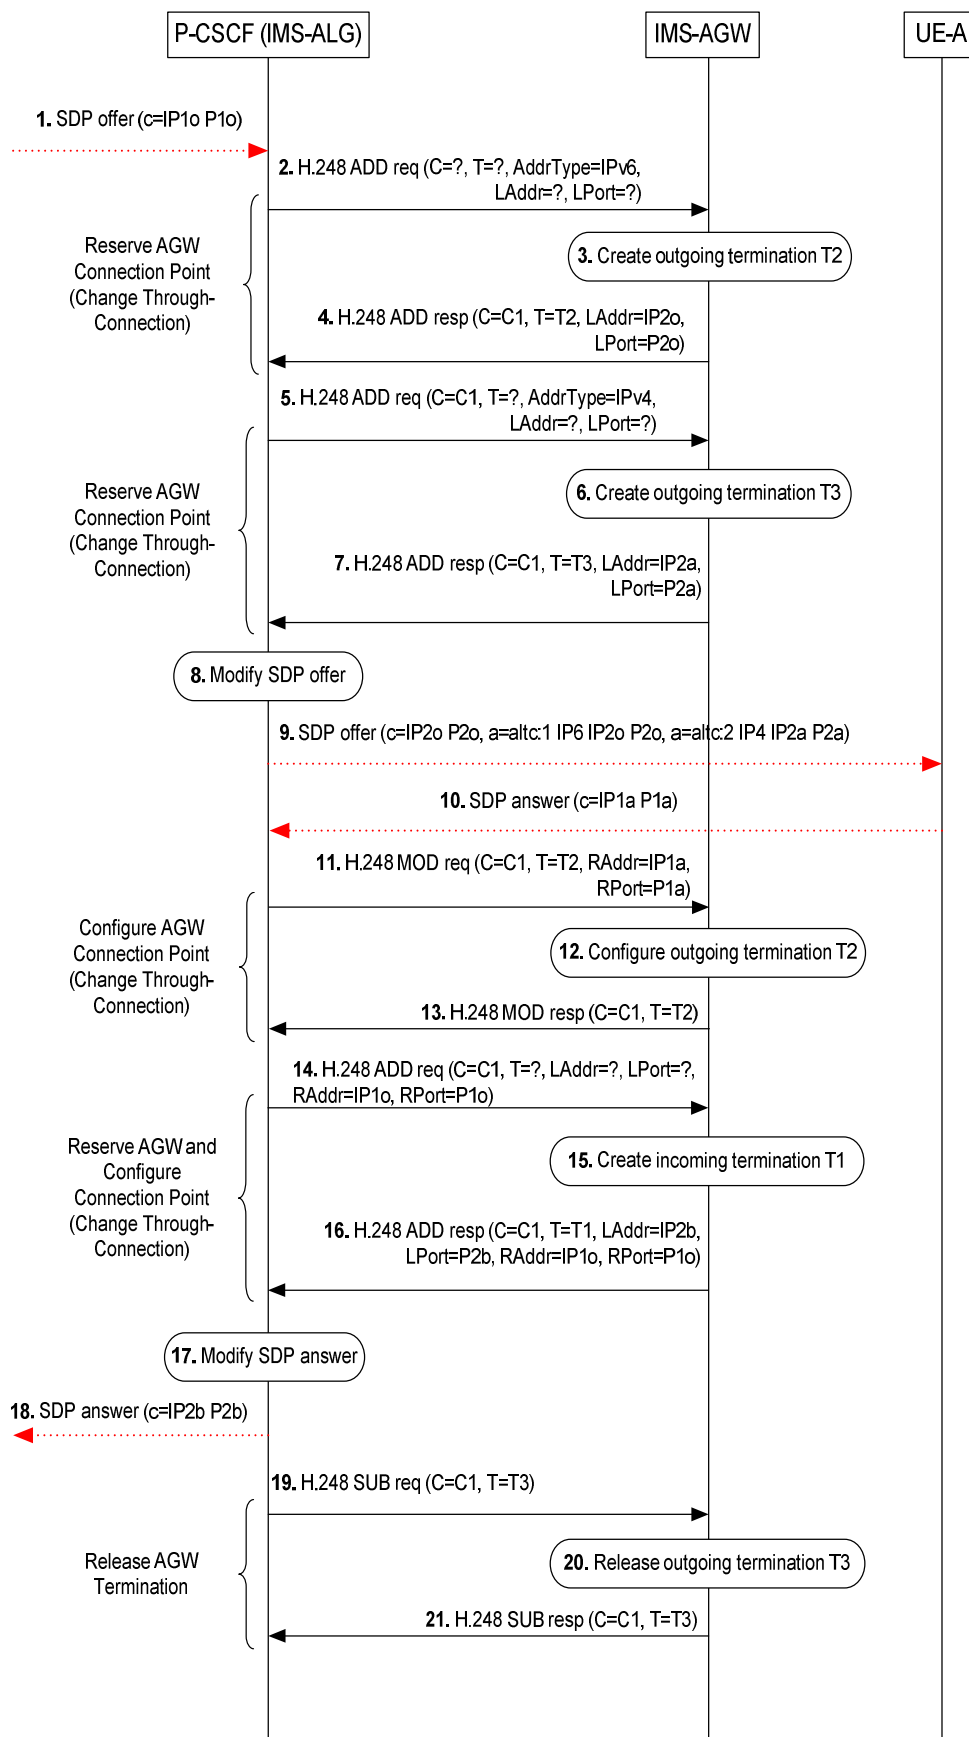 P-CSCF (IMS-ALG)
IMS-AGW
UE-A
1. SDP offer (c=IP1o P1o)
2. H.248 ADD req (C=?, T=?, AddrType=IPv6,
LAddr=?, LPort=?)
Reserve AGW
Connection Point
(Change Through-
Connection)
3. Create outgoing termination T2
4. H.248 ADD resp (C=C1, T=T2, LAddr=IP2o,
LPort=P2o)
5. H.248 ADD req (C=C1, T=?, AddrType=IPv4,
LAddr=?, LPort=?)
Reserve AGW
Connection Point
(Change Through-
Connection)
6. Create outgoing termination T3
7. H.248 ADD resp (C=C1, T=T3, LAddr=IP2a,
LPort=P2a)
8. Modify SDP offer
9. SDP offer (c=IP2o P2o, a=altc:1 IP6 IP2o P2o, a=altc:2 IP4 IP2a P2a)
10. SDP answer (c=IP1a P1a)
11. H.248 MOD req (C=C1, T=T2, RAddr=IP1a,
RPort=P1a)
Configure AGW
Connection Point
(Change Through-
Connection)
12. Configure outgoing termination T2
13. H.248 MOD resp (C=C1, T=T2)
14. H.248 ADD req (C=C1, T=?, LAddr=?, LPort=?,
RAddr=IP1o, RPort=P1o)
Reserve AGW and
Configure
Connection Point
(Change Through-
Connection)
15. Create incoming termination T1
16. H.248 ADD resp (C=C1, T=T1, LAddr=IP2b,
LPort=P2b, RAddr=IP1o, RPort=P1o)
17. Modify SDP answer
18. SDP answer (c=IP2b P2b)
19. H.248 SUB req (C=C1, T=T3)
Release AGW
Termination
20. Release outgoing termination T3
21. H.248 SUB resp (C=C1, T=T3)